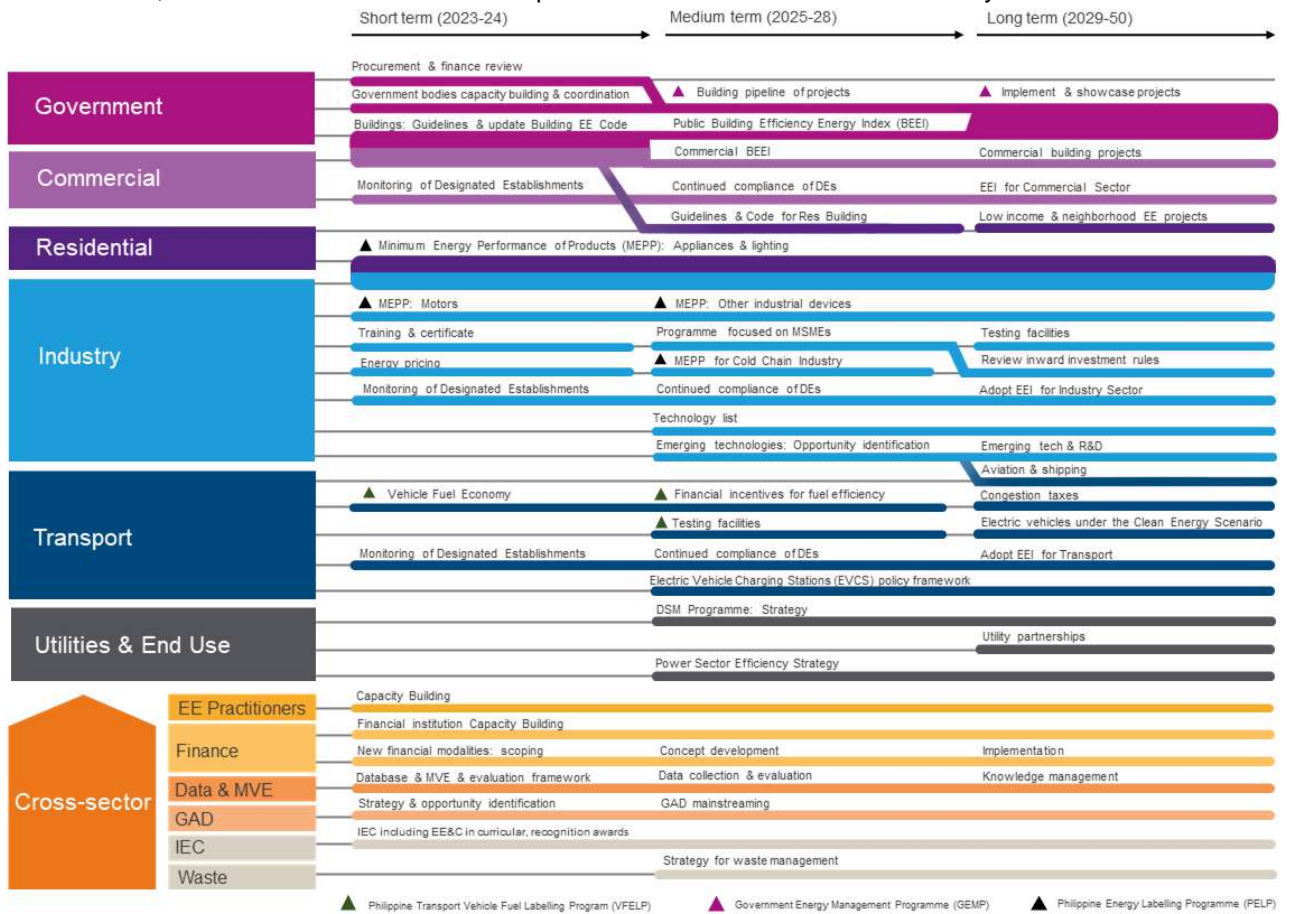 Short term (2023-24)
Medium term (2025-28)
Long term (2029-50)
Government
Procurement & finance review
Government bodies capacity building & coordination
▲ Building pipeline of projects
▲ Implement & showcase projects
Buildings: Guidelines & update Building EE Code
Public Building Efficiency Energy Index (BEEI)
Commercial
Commercial BEEI
Commercial building projects
Monitoring of Designated Establishments
Continued compliance of DEs
EEI for Commercial Sector
Guidelines & Code for Res Building
Low income & neighborhood EE projects
Residential
▲ Minimum Energy Performance of Products (MEPP): Appliances & lighting
Industry
▲ MEPP: Motors
▲ MEPP: Other industrial devices
Training & certificate
Programme focused on MSMEs
Testing facilities
Energy pricing
▲ MEPP for Cold Chain Industry
Review inward investment rules
Monitoring of Designated Establishments
Continued compliance of DEs
Adopt EEI for Industry Sector
Technology list
Emerging technologies: Opportunity identification
Emerging tech & R&D
Aviation & shipping
Transport
▲ Vehicle Fuel Economy
▲ Financial incentives for fuel efficiency
Congestion taxes
▲ Testing facilities
Electric vehicles under the Clean Energy Scenario
Monitoring of Designated Establishments
Continued compliance of DEs
Adopt EEI for Transport
Electric Vehicle Charging Stations (EVCS) policy framework
Utilities & End Use
DSM Programme: Strategy
Utility partnerships
Power Sector Efficiency Strategy
Cross-sector
EE Practitioners
Capacity Building
Finance
Financial institution Capacity Building
New financial modalities: scoping
Concept development
Implementation
Data & MVE
Database & MVE & evaluation framework
Data collection & evaluation
Knowledge management
GAD
Strategy & opportunity identification
GAD mainstreaming
IEC
IEC including EE&C in curricular, recognition awards
Waste
Strategy for waste management
▲ Philippine Transport Vehicle Fuel Labelling Program (VFELP)
▲ Government Energy Management Programme (GEMP)
▲ Philippine Energy Labelling Programme (PELP)